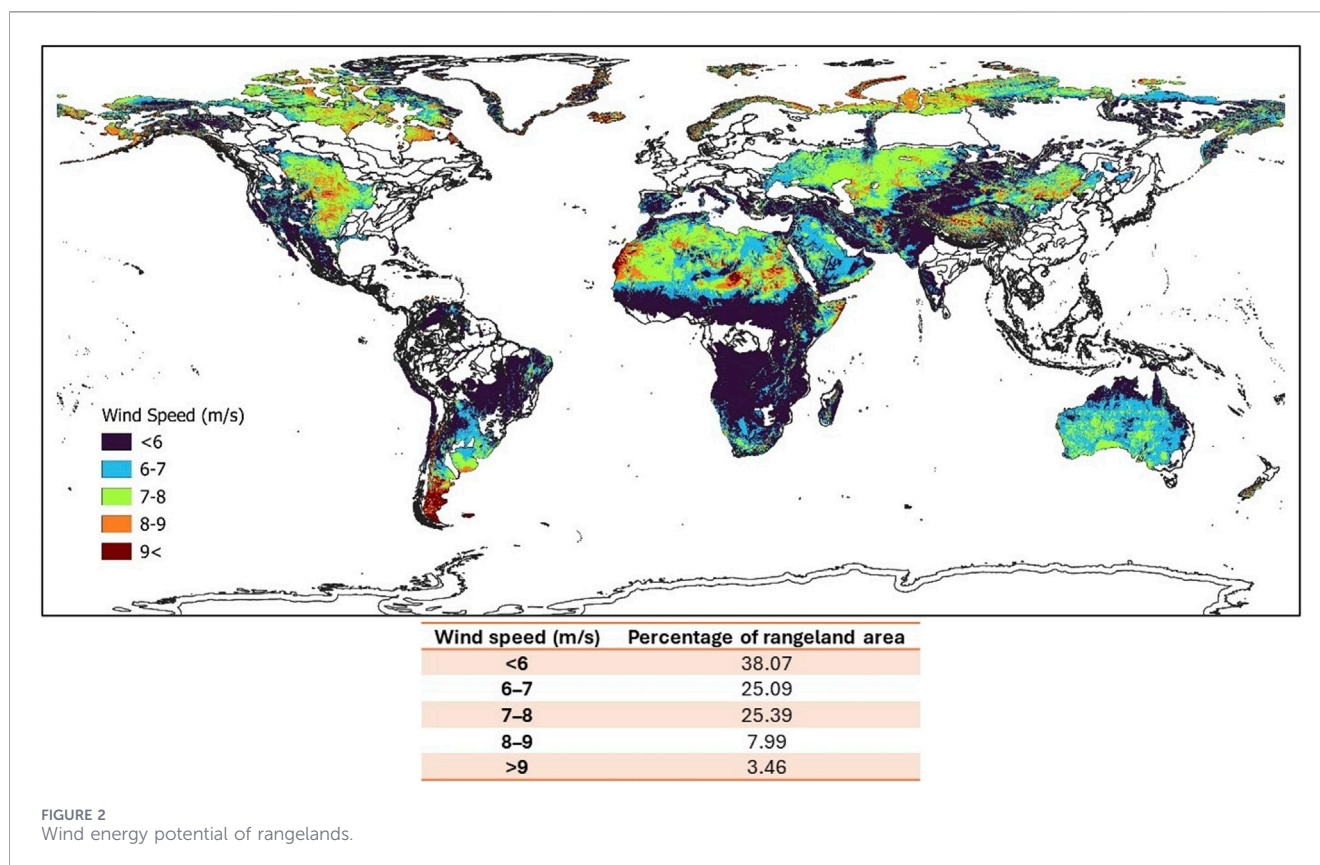 Wind Speed (m/s)
<6
6-7
7-8
8-9
9<
Wind speed (m/s) Percentage of rangeland area
<6 38.07
6–7 25.09
7–8 25.39
8–9 7.99
>9 3.46
FIGURE 2
Wind energy potential of rangelands.